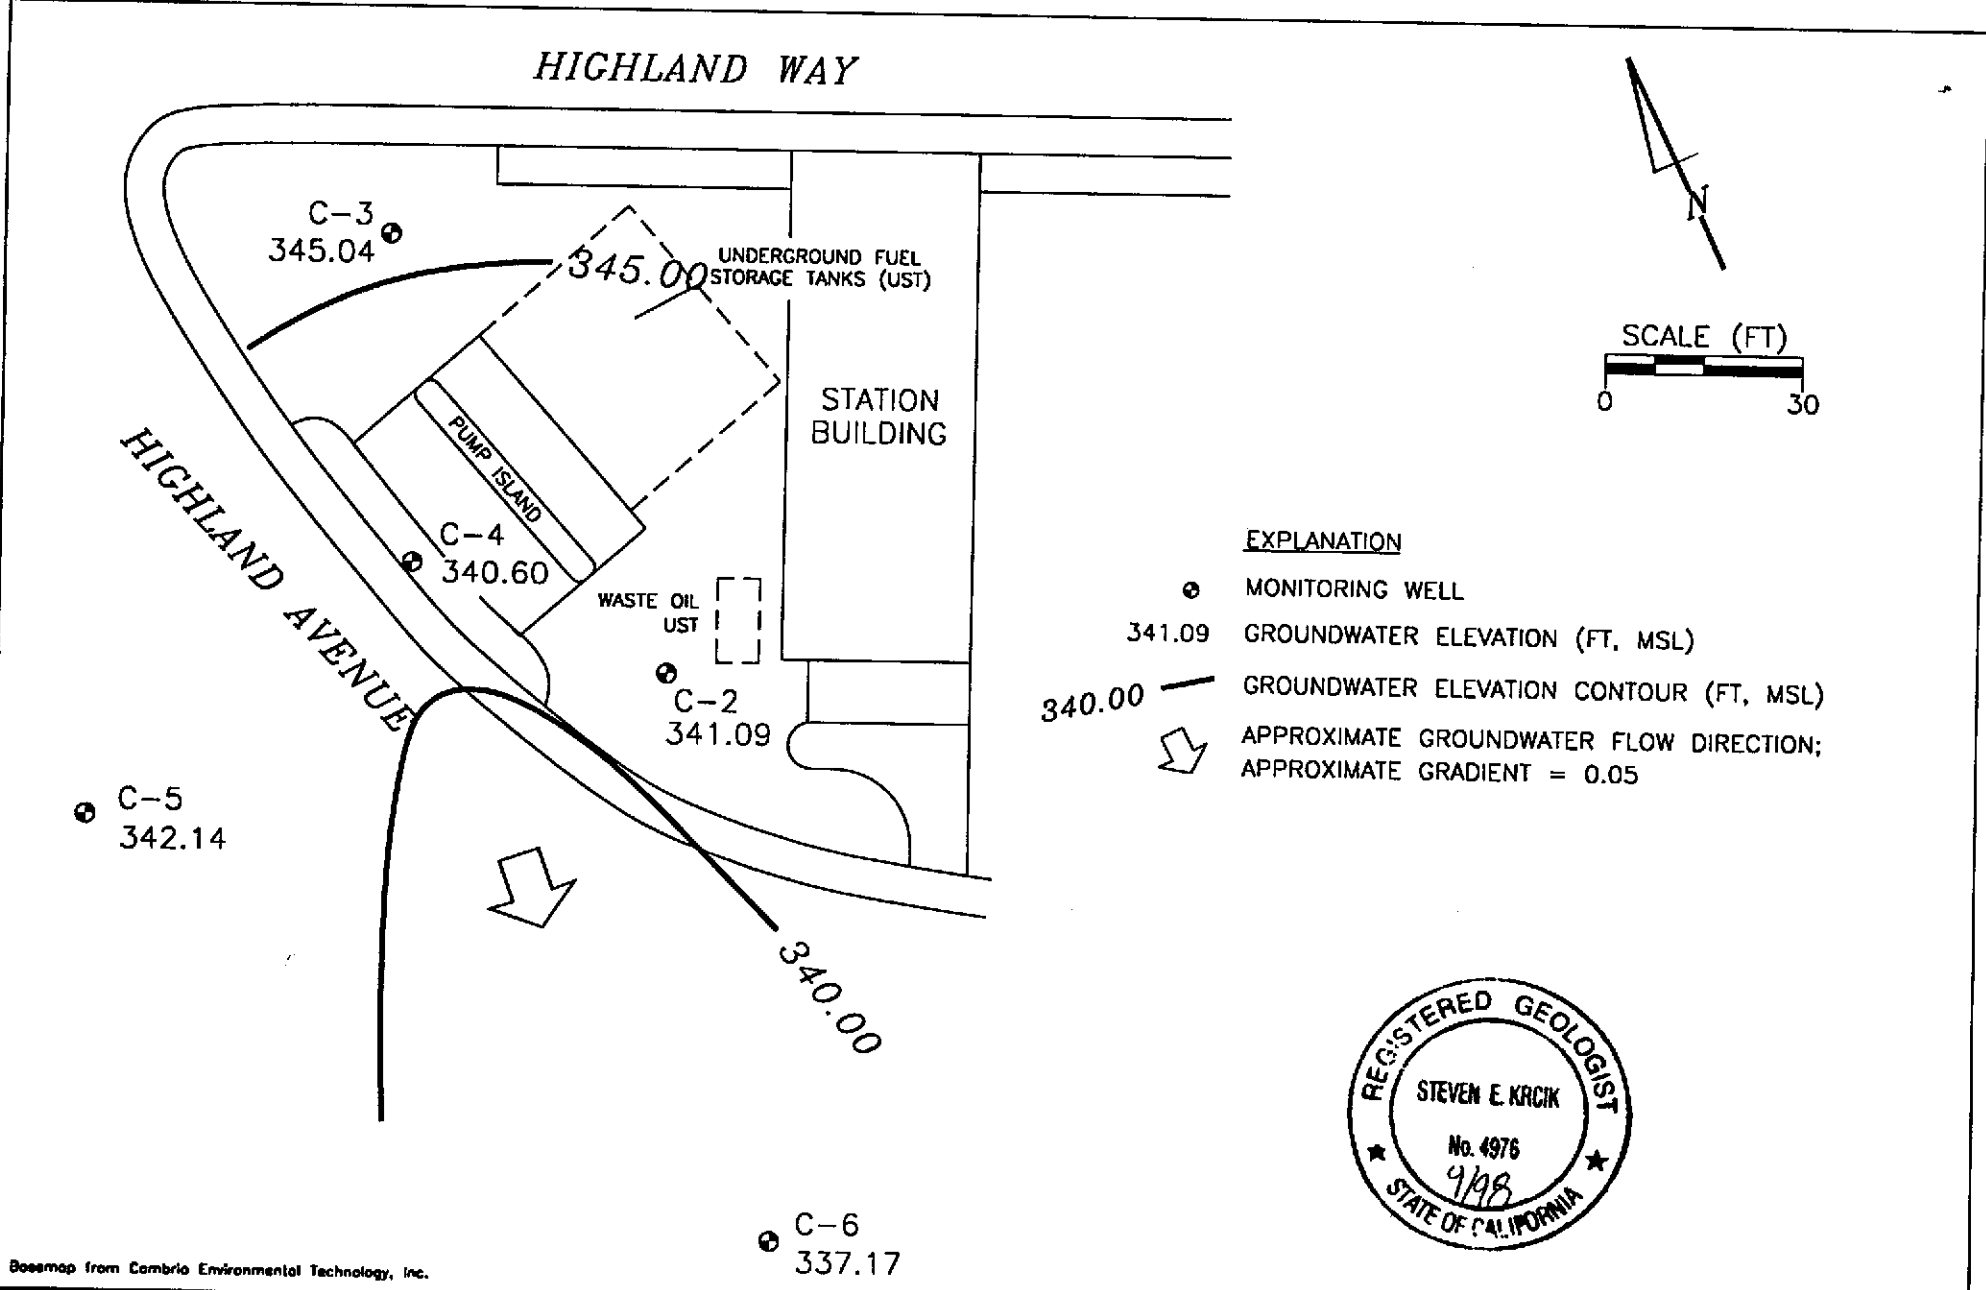 HIGHLAND WAY
N
C-3
345.04
345.00
UNDERGROUND FUEL
STORAGE TANKS (UST)
SCALE (FT)
0 30
STATION
BUILDING
PUMP ISLAND
HIGHLAND AVENUE
C-4
340.60
WASTE OIL
UST
C-2
341.09
C-5
342.14
340.00
C-6
337.17
EXPLANATION
MONITORING WELL
341.09 GROUNDWATER ELEVATION (FT, MSL)
340.00 GROUNDWATER ELEVATION CONTOUR (FT, MSL)
APPROXIMATE GROUNDWATER FLOW DIRECTION;
APPROXIMATE GRADIENT = 0.05
REGISTERED GEOLOGIST
STEVEN E. KRCIK
No. 4976
9/98
STATE OF CALIFORNIA
Basemap from Cambria Environmental Technology, Inc.